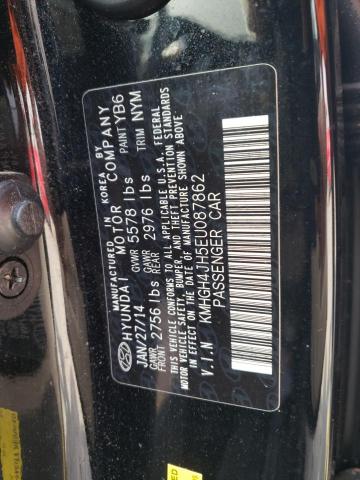 MANUFACTURED IN KOREA BY
HYUNDAI MOTOR COMPANY
JAN/27/14 GVWR 5578 lbs PAINT YB6
GAWR FRONT 2756 lbs GAWR REAR 2976 lbs TRIM NYM
THIS VEHICLE CONFORMS TO ALL APPLICABLE U.S.A. FEDERAL
MOTOR VEHICLE SAFETY, BUMPER, AND THEFT PREVENTION STANDARDS
IN EFFECT ON THE DATE OF MANUFACTURE SHOWN ABOVE
V.I.N KMHGH4JH5EU087862
PASSENGER CAR